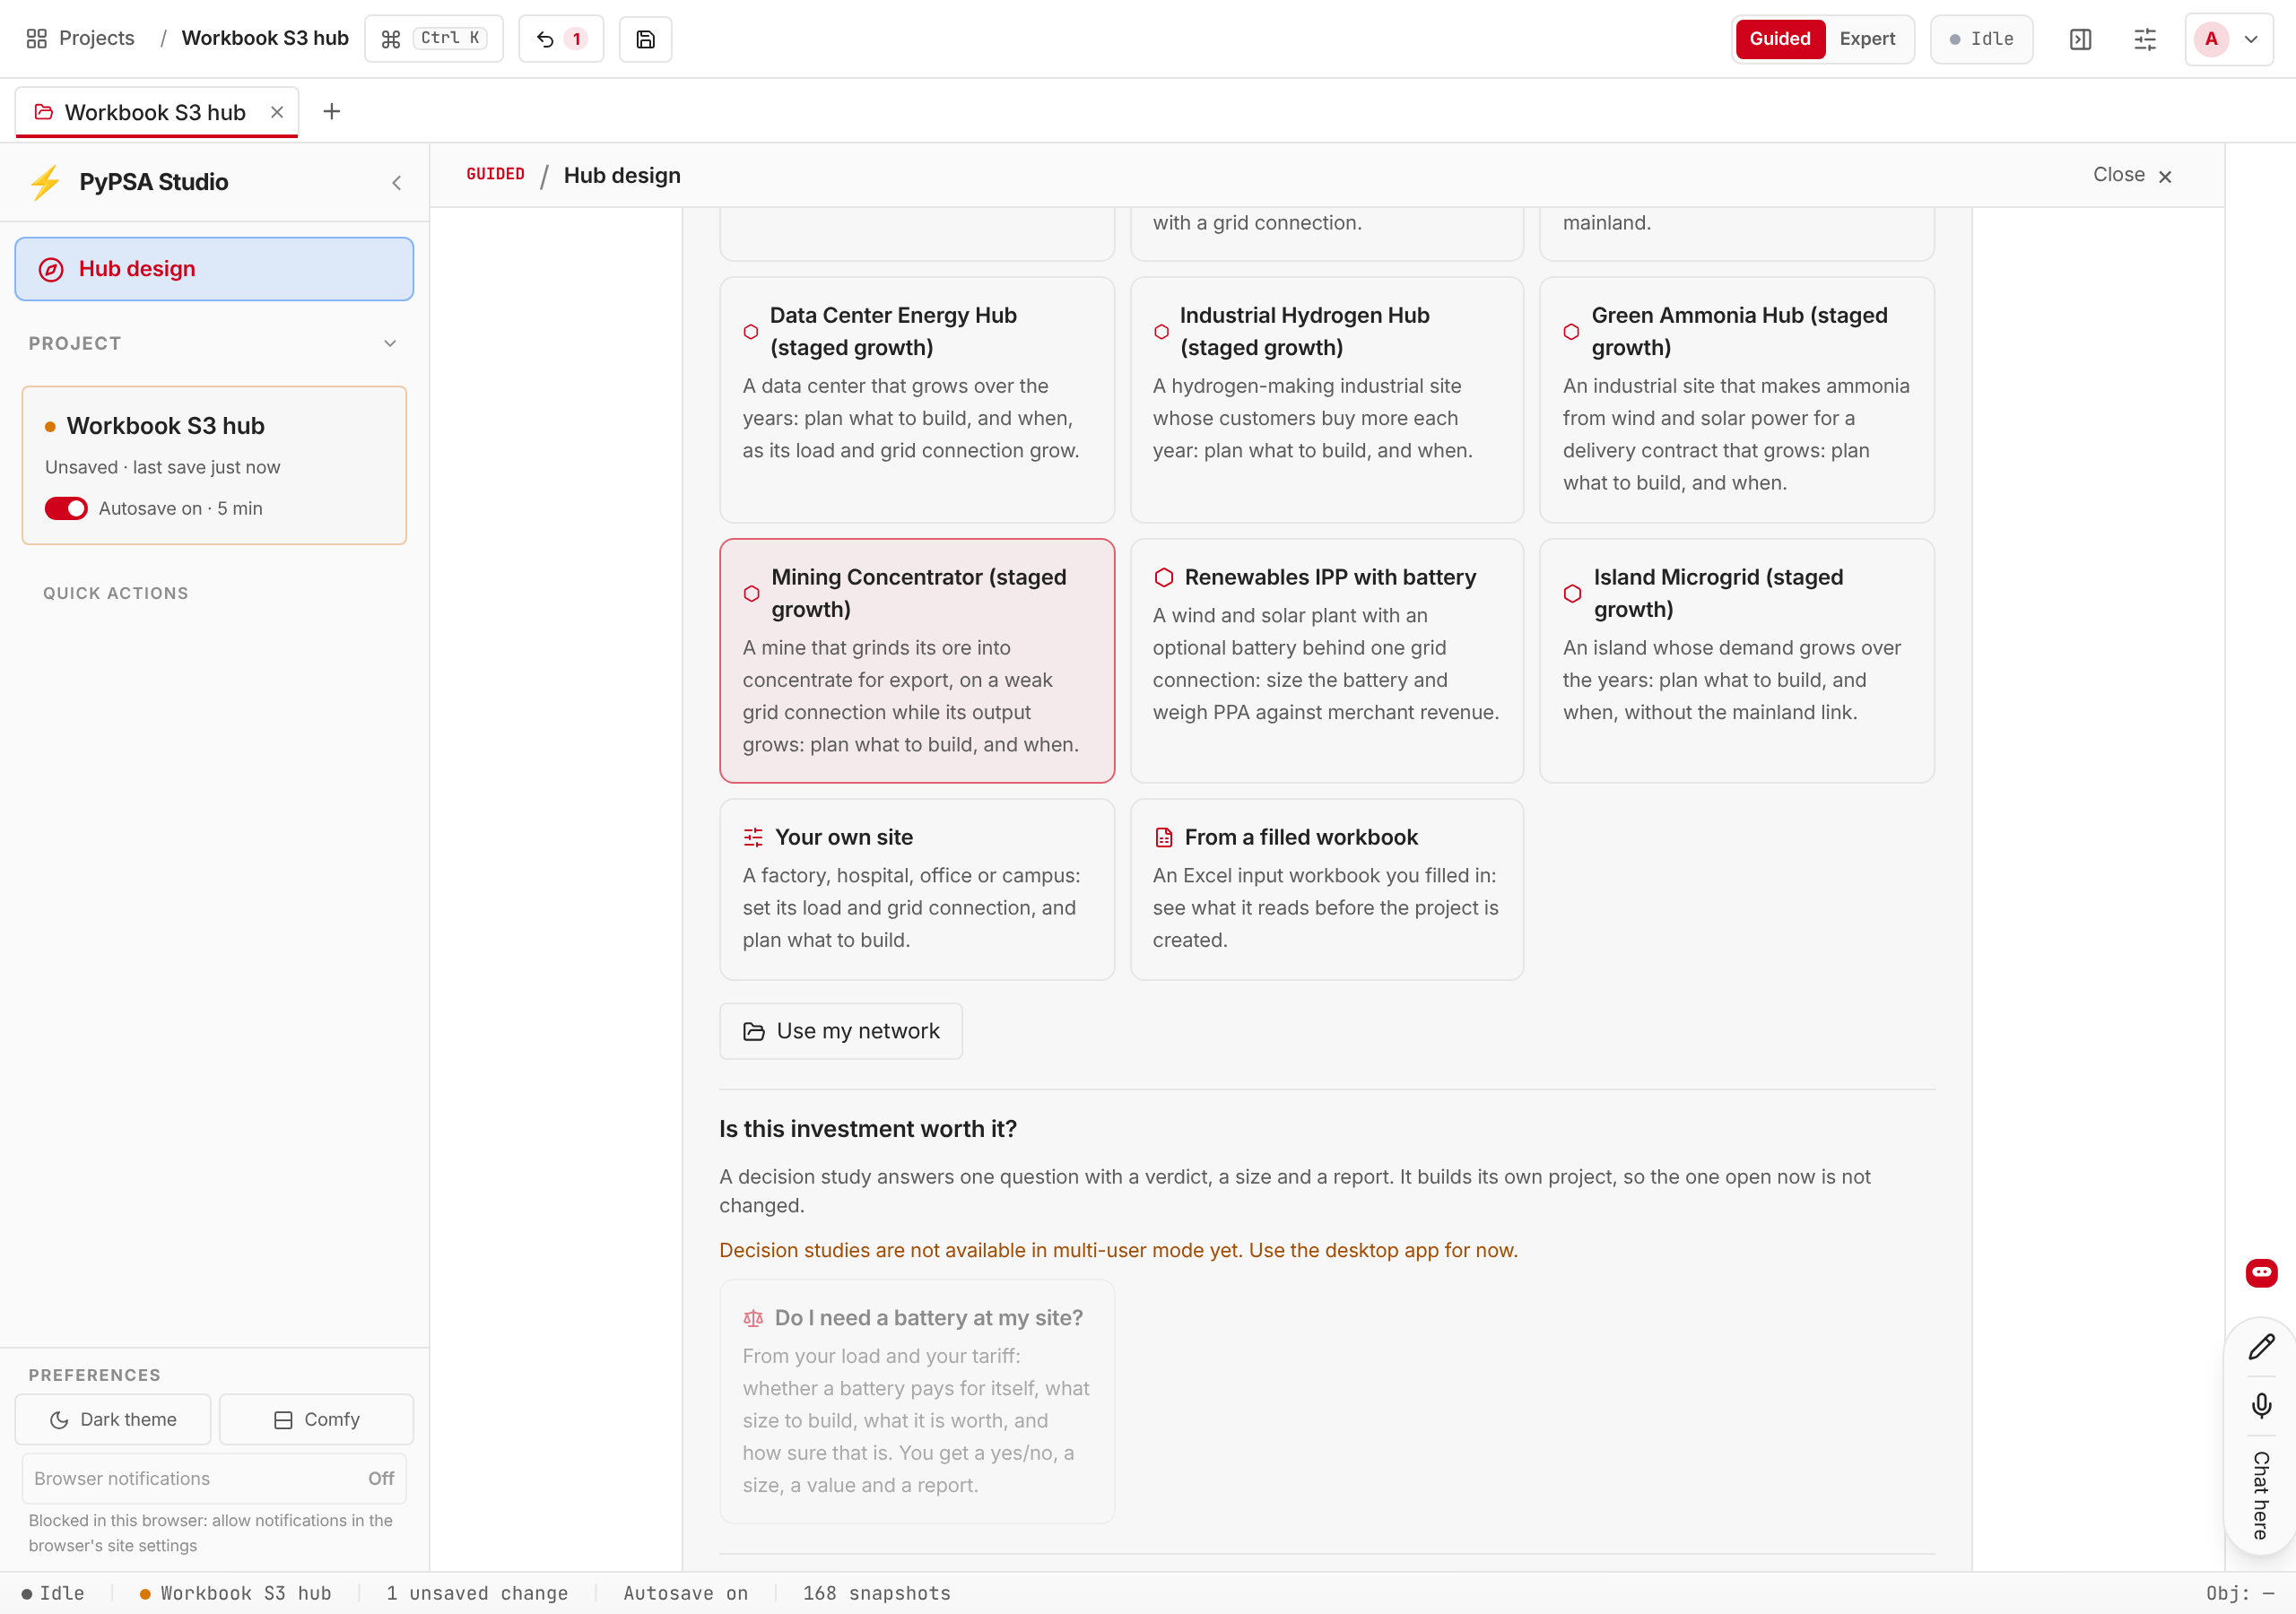 Projects / Workbook S3 hub Ctrl K 1 Guided Expert Idle A
Workbook S3 hub
PyPSA Studio
GUIDED / Hub design Close
Hub design
PROJECT
Workbook S3 hub
Unsaved · last save just now
Autosave on · 5 min
QUICK ACTIONS
with a grid connection.
mainland.
Data Center Energy Hub
(staged growth)
A data center that grows over the
years: plan what to build, and when,
as its load and grid connection grow.
Industrial Hydrogen Hub
(staged growth)
A hydrogen-making industrial site
whose customers buy more each
year: plan what to build, and when.
Green Ammonia Hub (staged
growth)
An industrial site that makes ammonia
from wind and solar power for a
delivery contract that grows: plan
what to build, and when.
Mining Concentrator (staged
growth)
A mine that grinds its ore into
concentrate for export, on a weak
grid connection while its output
grows: plan what to build, and when.
Renewables IPP with battery
A wind and solar plant with an
optional battery behind one grid
connection: size the battery and
weigh PPA against merchant revenue.
Island Microgrid (staged
growth)
An island whose demand grows over
the years: plan what to build, and
when, without the mainland link.
Your own site
A factory, hospital, office or campus:
set its load and grid connection, and
plan what to build.
From a filled workbook
An Excel input workbook you filled in:
see what it reads before the project is
created.
Use my network
Is this investment worth it?
A decision study answers one question with a verdict, a size and a report. It builds its own project, so the one open now is not
changed.
Decision studies are not available in multi-user mode yet. Use the desktop app for now.
Do I need a battery at my site?
From your load and your tariff:
whether a battery pays for itself, what
size to build, what it is worth, and
how sure that is. You get a yes/no, a
size, a value and a report.
PREFERENCES
Dark theme Comfy
Browser notifications Off
Blocked in this browser: allow notifications in the
browser's site settings
Chat here
Idle Workbook S3 hub 1 unsaved change Autosave on 168 snapshots Obj: —